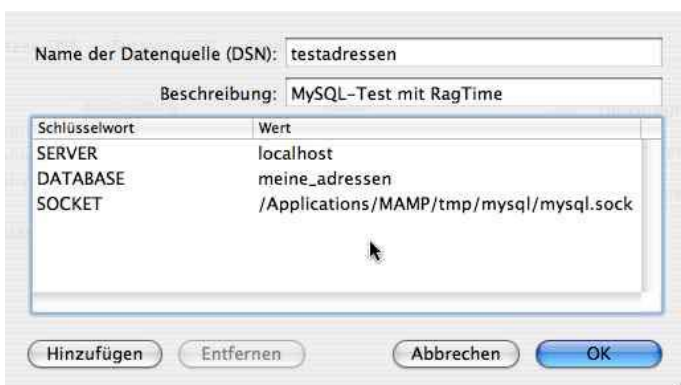 Name der Datenquelle (DSN): testadressen
Beschreibung: MySQL-Test mit RagTime
Schlüsselwort Wert
SERVER localhost
DATABASE meine_adressen
SOCKET /Applications/MAMP/tmp/mysql/mysql.sock
Hinzufügen Entfernen Abbrechen OK